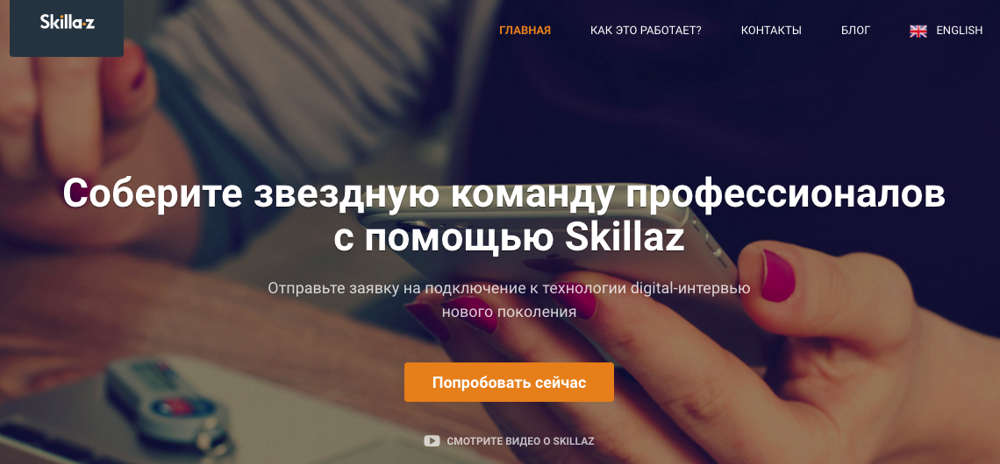 Skillaz
ГЛАВНАЯ
КАК ЭТО РАБОТАЕТ?
КОНТАКТЫ
БЛОГ
ENGLISH
Соберите звездную команду профессионалов
с помощью Skillaz
Отправьте заявку на подключение к технологии digital-интервью
нового поколения
Попробовать сейчас
СМОТРИТЕ ВИДЕО О SKILLAZ